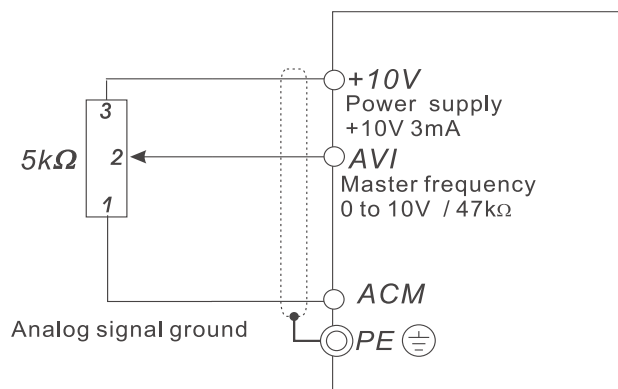 +10V
3
Power supply
+10V 3mA
5kΩ
2
AVI
Master frequency
0 to 10V / 47kΩ
1
ACM
Analog signal ground
PE